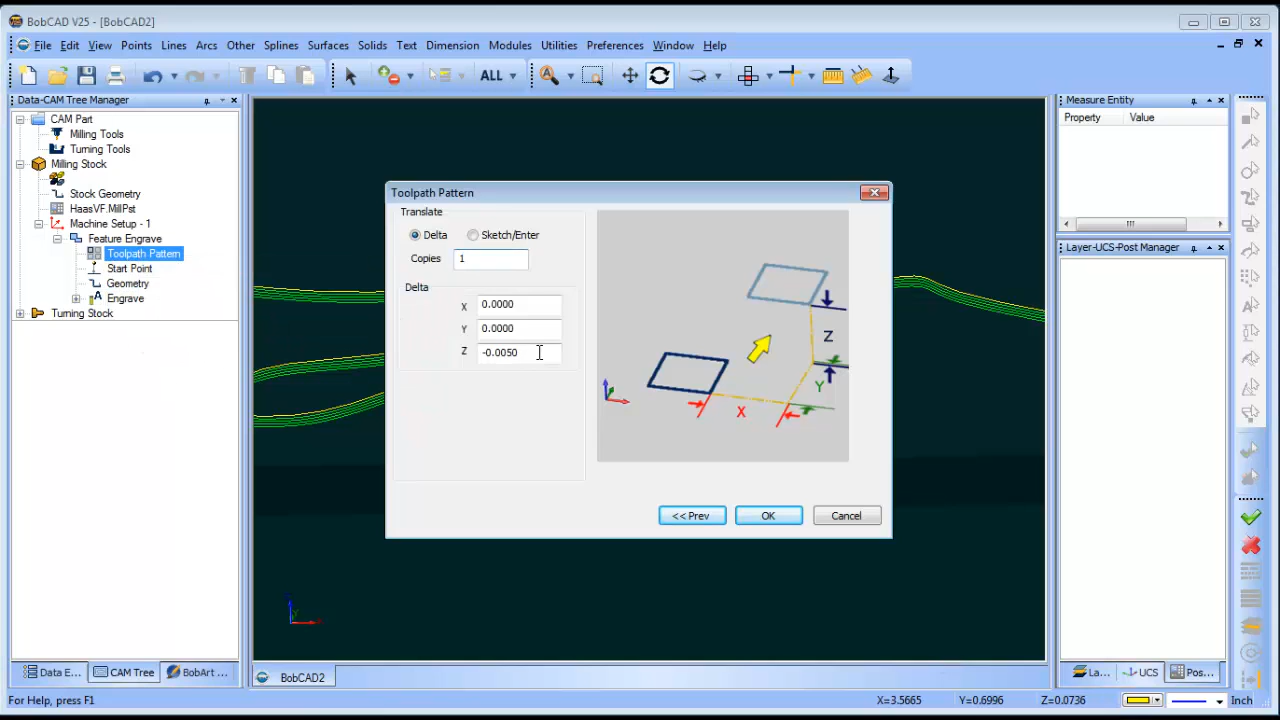 BobCAD V25 - [BobCAD2]
File Edit View Points Lines Arcs Other Splines Surfaces Solids Text Dimension Modules Utilities Preferences Window Help
ALL
Data-CAM Tree Manager
CAM Part
Milling Tools
Turning Tools
Milling Stock
Stock Geometry
HaasVF.MillPst
Machine Setup - 1
Feature Engrave
Toolpath Pattern
Start Point
Geometry
Engrave
Turning Stock
Data E... CAM Tree BobArt ...
Toolpath Pattern
Translate
Delta Sketch/Enter
Copies 1
Delta
X 0.0000
Y 0.0000
Z -0.0050
Z
Y
X
<< Prev OK Cancel
BobCAD2
Measure Entity
Property Value
Layer-UCS-Post Manager
La... UCS Pos...
For Help, press F1 X=3.5665 Y=0.6996 Z=0.0736 Inch